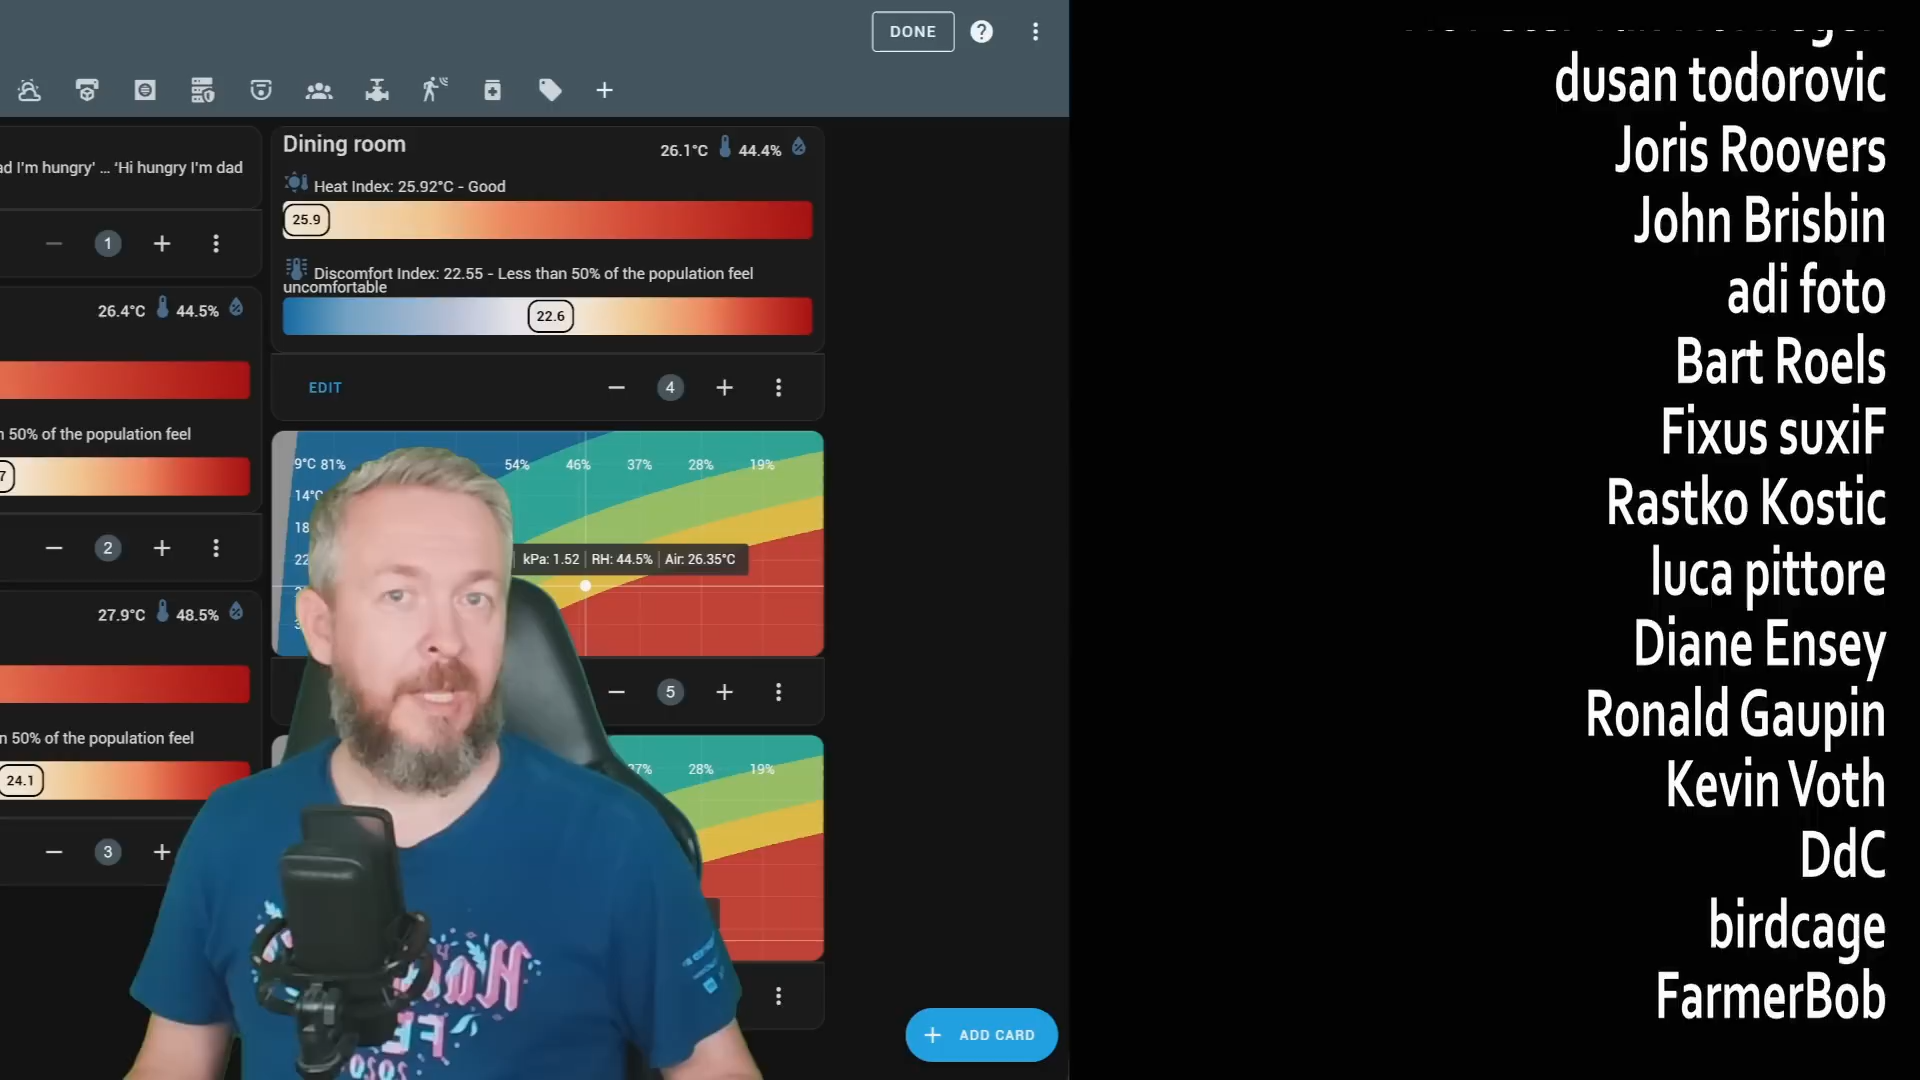 DONE
ad I'm hungry' ... 'Hi hungry I'm dad
1
26.4°C 44.5%
n 50% of the population feel
7
2
27.9°C 48.5%
n 50% of the population feel
24.1
3
Dining room
26.1°C 44.4%
Heat Index: 25.92°C - Good
25.9
Discomfort Index: 22.55 - Less than 50% of the population feel
uncomfortable
22.6
EDIT
4
9°C 81% 54% 46% 37% 28% 19%
14°C
18
22
kPa: 1.52 RH: 44.5% Air: 26.35°C
5
37% 28% 19%
ADD CARD
dusan todorovic
Joris Roovers
John Brisbin
adi foto
Bart Roels
Fixus suxiF
Rastko Kostic
luca pittore
Diane Ensey
Ronald Gaupin
Kevin Voth
DdC
birdcage
FarmerBob